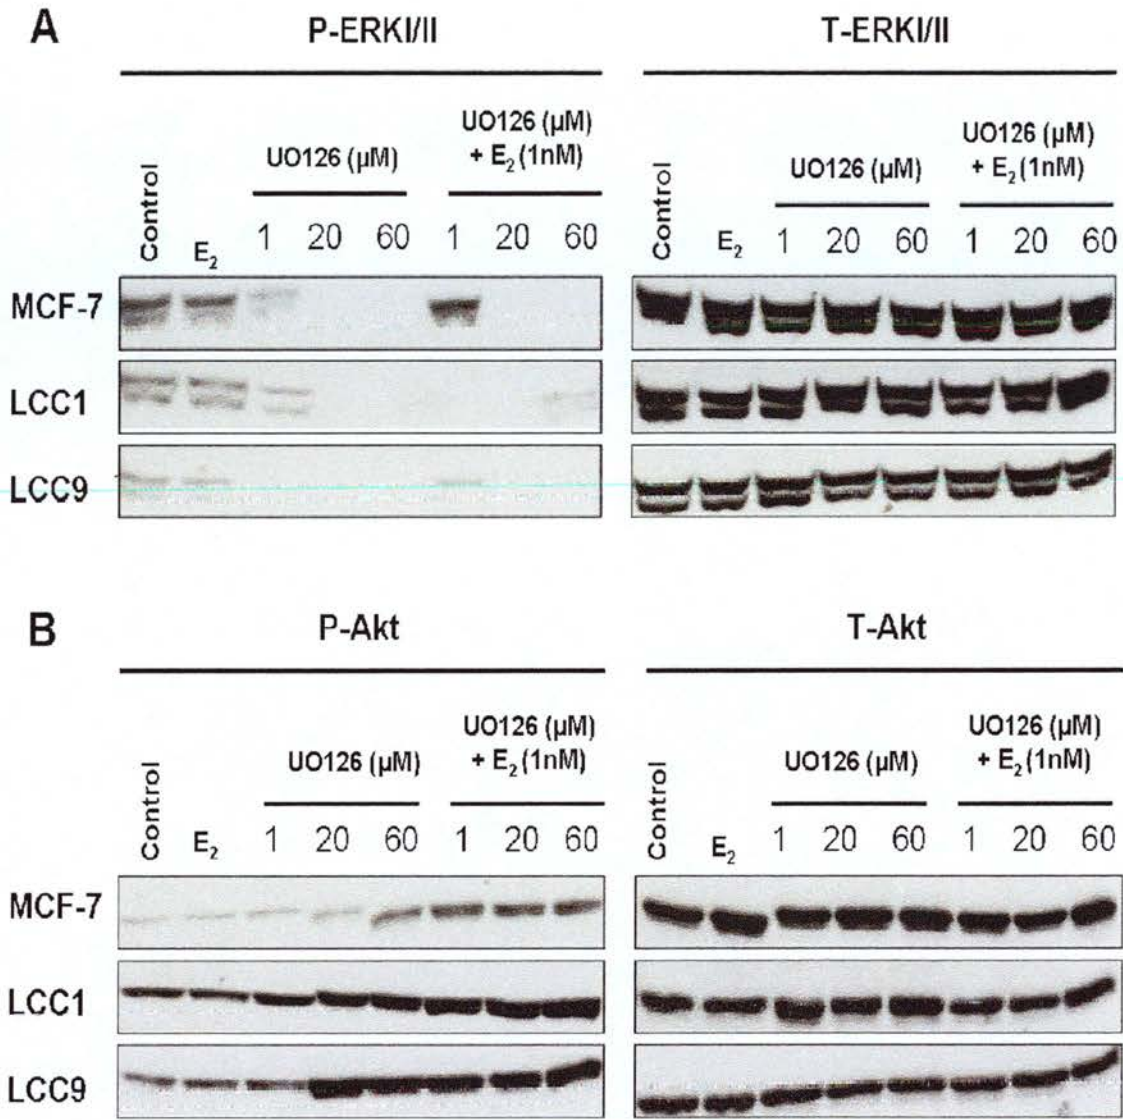 A
P-ERKI/II
T-ERKI/II
Control
E₂
UO126 (µM)
1 20 60
UO126 (µM)
+ E₂ (1nM)
1 20 60
Control
E₂
UO126 (µM)
1 20 60
UO126 (µM)
+ E₂ (1nM)
1 20 60
MCF-7
LCC1
LCC9
B
P-Akt
T-Akt
Control
E₂
UO126 (µM)
1 20 60
UO126 (µM)
+ E₂ (1nM)
1 20 60
Control
E₂
UO126 (µM)
1 20 60
UO126 (µM)
+ E₂ (1nM)
1 20 60
MCF-7
LCC1
LCC9